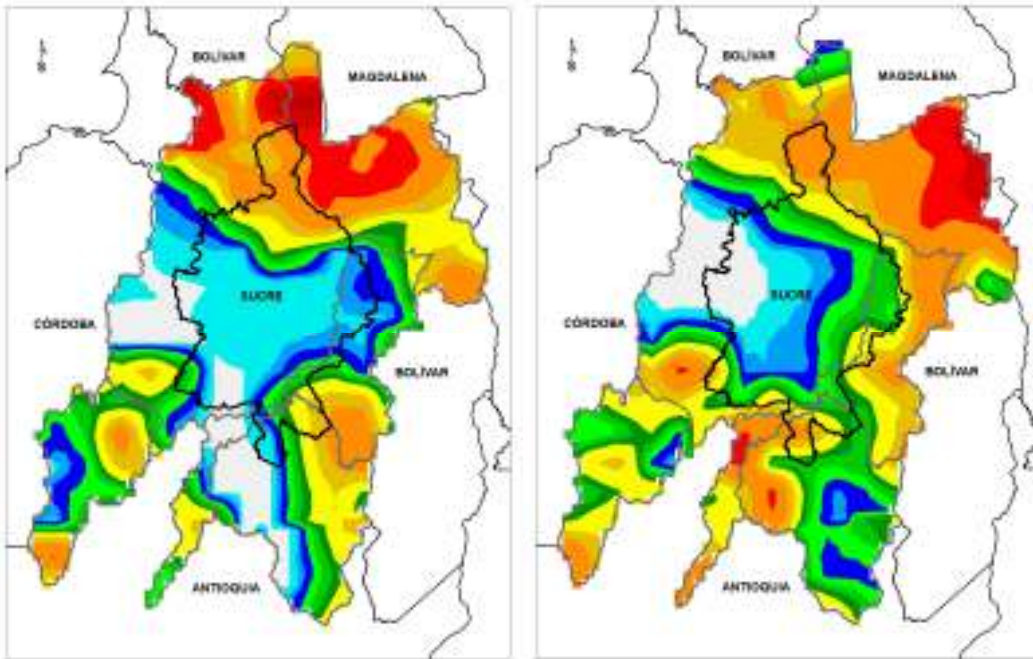 BOLÍVAR
MAGDALENA
SUCRE
CÓRDOBA
BOLÍVAR
ANTIOQUIA
BOLÍVAR
MAGDALENA
SUCRE
CÓRDOBA
BOLÍVAR
ANTIOQUIA